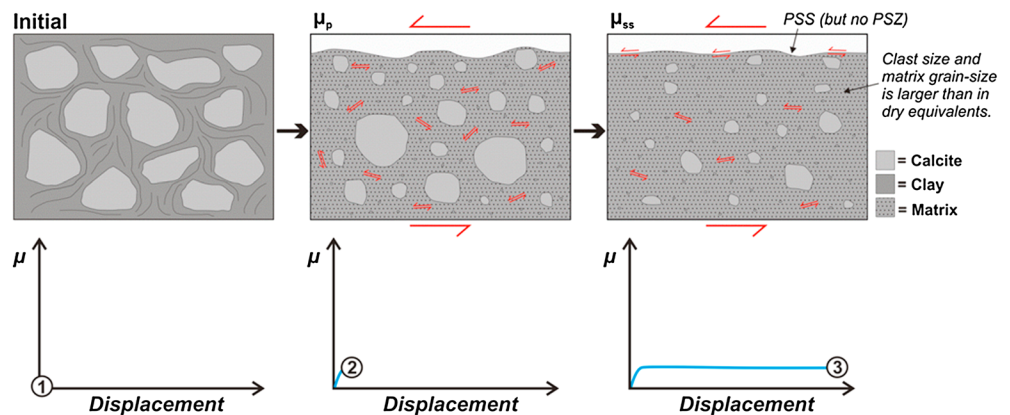 Initial
μp
μss
PSS (but no PSZ)
Clast size and
matrix grain-size
is larger than in
dry equivalents.
= Calcite
= Clay
= Matrix
μ
1
Displacement
μ
2
Displacement
μ
3
Displacement